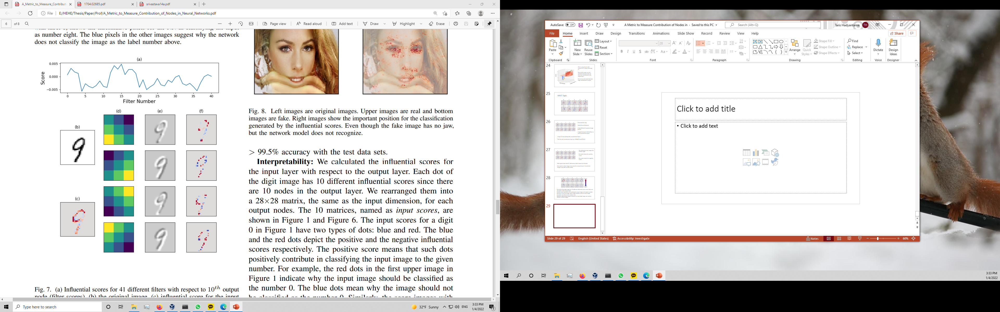 A_Metric_to_Measure_Contribut
1704.02685.pdf
srivastava14a.pdf
File
E:/HEHE/Thesis/Paper/Prof/A_Metric_to_Measure_Contribution_of_Nodes_in_Neural_Networks.pdf
6 of 8
Page view
Read aloud
Add text
Draw
Highlight
Erase
as number eight. The blue pixels in the other images suggest why the network
does not classify the image as the label number above.
(a)
Score
0.005
0.000
−0.005
0 5 10 15 20 25 30 35 40
Filter Number
(d) (e) (f)
(b)
(c)
Fig. 7. (a) Influential scores for 41 different filters with respect to 10th output
node (filter scores), (b) the original image, (c) influential score for the input
Fig. 8. Left images are original images. Upper images are real and bottom
images are fake. Right images show the important position for the classification
generated by the influential scores. Even though the fake image has no jaw,
but the network model does not recognize.
> 99.5% accuracy with the test data sets.
Interpretability: We calculated the influential scores for
the input layer with respect to the output layer. Each dot of
the digit image has 10 different influential scores since there
are 10 nodes in the output layer. We rearranged them into
a 28×28 matrix, the same as the input dimension, for each
output nodes. The 10 matrices, named as input scores, are
shown in Figure 1 and Figure 6. The input scores for a digit
0 in Figure 1 have two types of dots: blue and red. The blue
and the red dots depict the positive and the negative influential
scores respectively. The positive score means that such dots
positively contribute in classifying the input image to the given
number. For example, the red dots in the first upper image in
Figure 1 indicate why the input image should be classified as
the number 0. The blue dots mean why the image should not
be classified as the number 0. Similarly, the score images with
Type here to search
32°F Sunny
ENG
3:33 PM
1/4/2022
AutoSave Off
A Metric to Measure Contribution of Nodes in - Saved to this PC
Search (Alt+Q)
Taris Hadyantama
TH
File Home Insert Draw Design Transitions Animations Slide Show Record Review View Help
Share
Paste
New Slide
Reuse Slides
Layout
Reset
Section
28
Shape Fill
Shape Outline
Shape Effects
Arrange
Quick Styles
Find
Replace
Select
Dictate
Design Ideas
Clipboard
Slides
Font
Paragraph
Drawing
Editing
Voice
Designer
24
25
MNIST Digits
26
27
28
29
Click to add title
• Click to add text
Slide 29 of 29
English (United States)
Accessibility: Investigate
Notes
60%
3:33 PM
1/4/2022